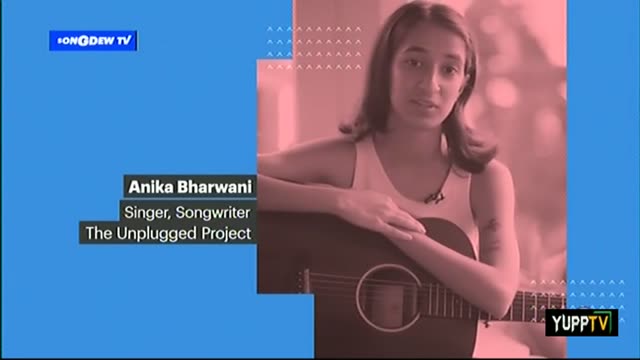 SONGDEW TV
Anika Bharwani
Singer, Songwriter
The Unplugged Project
YUPPTV